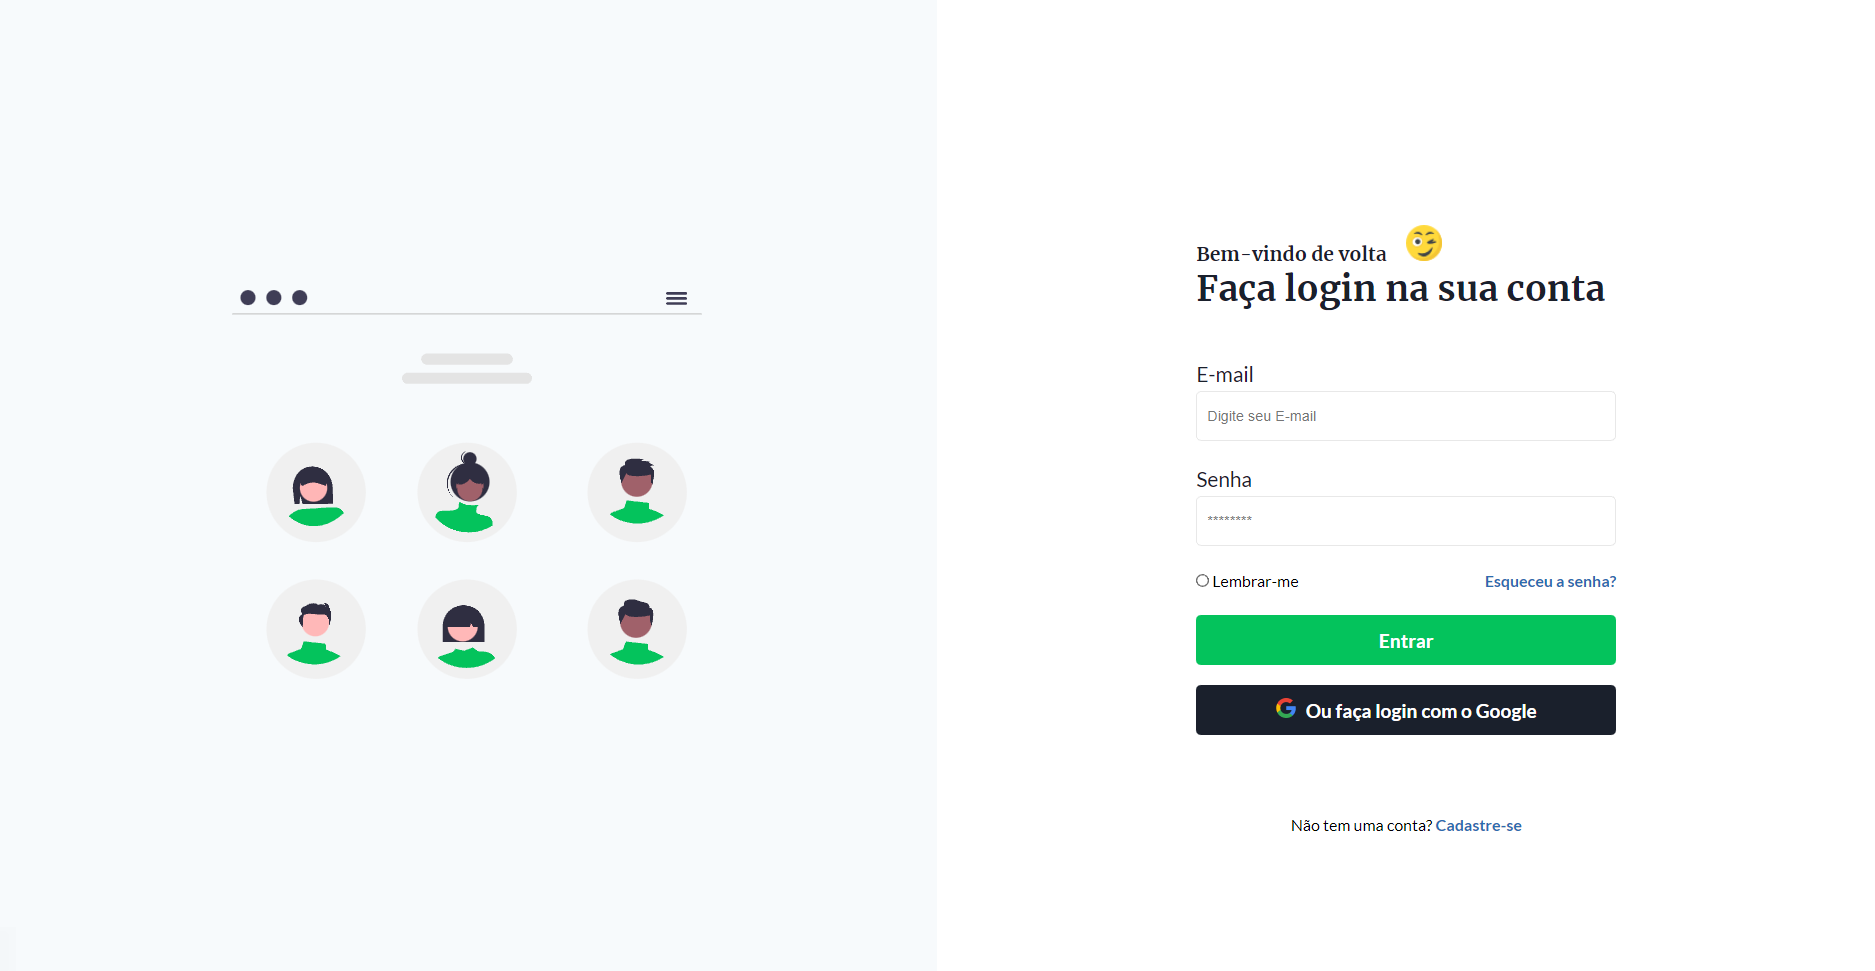 Bem-vindo de volta
Faça login na sua conta
E-mail
Digite seu E-mail
Senha
********
Lembrar-me
Esqueceu a senha?
Entrar
Ou faça login com o Google
Não tem uma conta? Cadastre-se